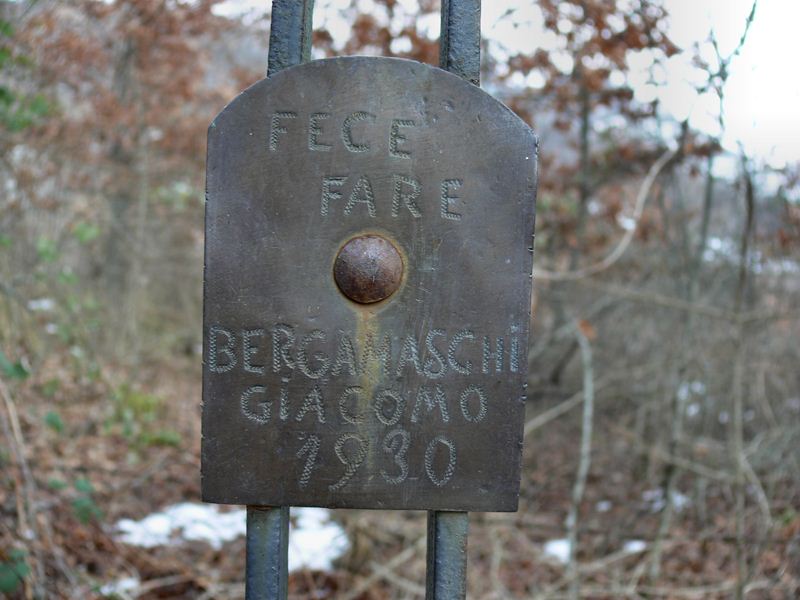 FECE
FARE
BERGAMASCHi
GiACOMO
1930